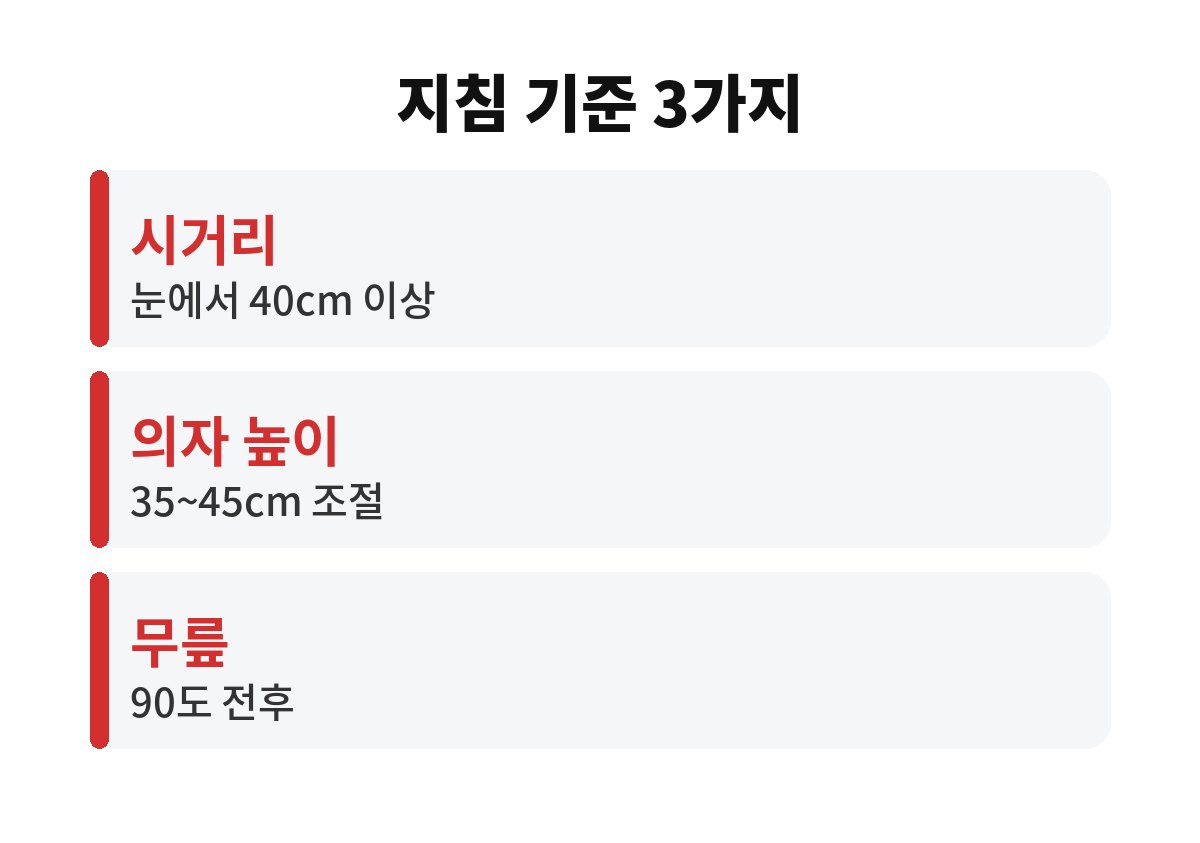 지침 기준 3가지
시거리
눈에서 40cm 이상
의자 높이
35~45cm 조절
무릎
90도 전후